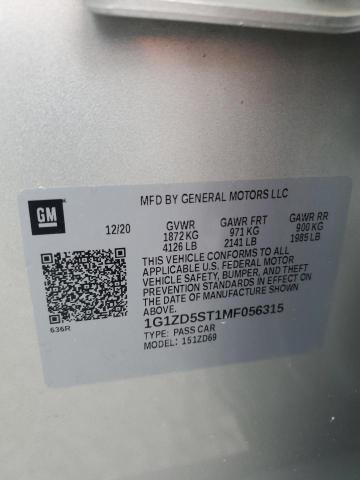 GM
MFD BY GENERAL MOTORS LLC
12/20 GVWR GAWR FRT GAWR RR
1872 KG 971 KG 900 KG
4126 LB 2141 LB 1985 LB
THIS VEHICLE CONFORMS TO ALL
APPLICABLE U.S. FEDERAL MOTOR
VEHICLE SAFETY, BUMPER, AND THEFT
PREVENTION STANDARDS IN EFFECT ON
THE DATE OF MANUFACTURE SHOWN
ABOVE.
1G1ZD5ST1MF056315
TYPE: PASS CAR
MODEL: 151ZD69
636R